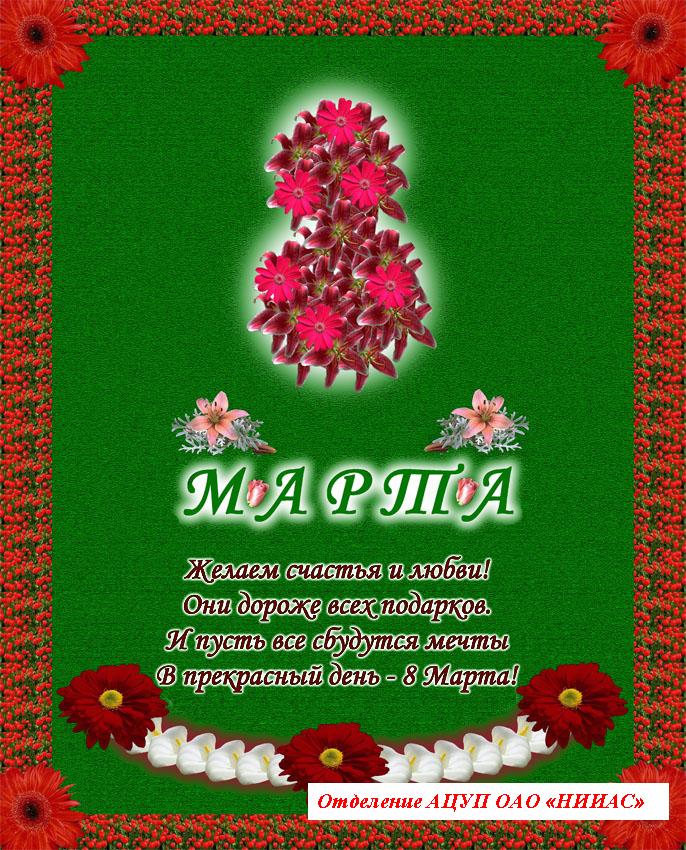 8
МАРТА
Желаем счастья и любви!
Они дороже всех подарков.
И пусть все сбудутся мечты
В прекрасный день - 8 Марта!
Отделение АЦУП ОАО «НИИАС»